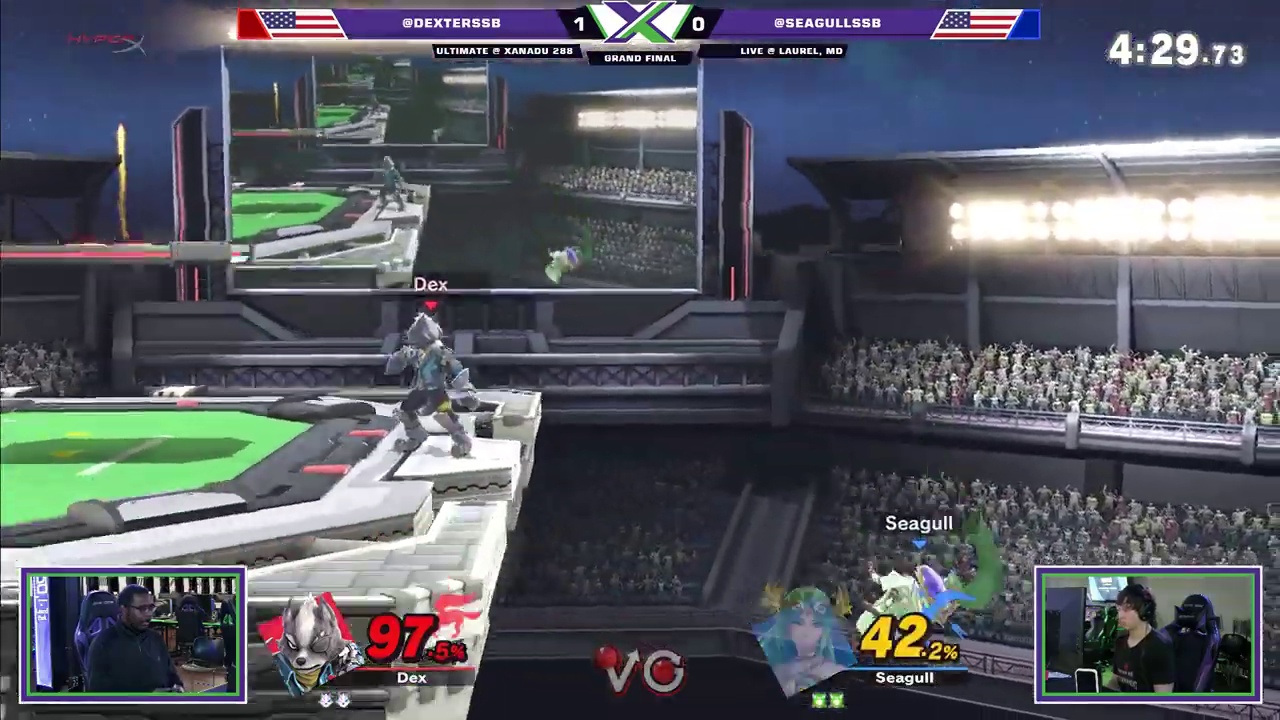 @DEXTERSSB 1 0 @SEAGULLSSB
ULTIMATE @ XANADU 288 GRAND FINAL LIVE @ LAUREL, MD
HYPERX
4:29.73
Dex
Seagull
97.5%
Dex
42.2%
Seagull